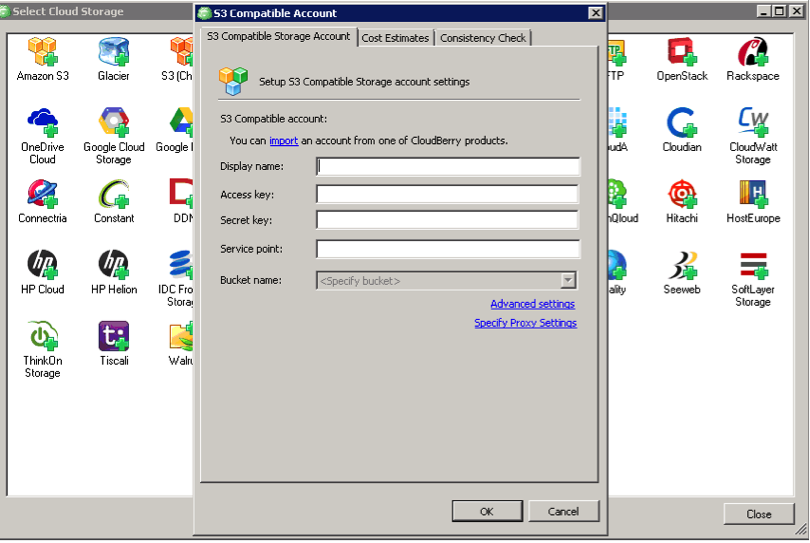 Select Cloud Storage
S3 Compatible Account
S3 Compatible Storage Account
Cost Estimates
Consistency Check
Setup S3 Compatible Storage account settings
S3 Compatible account:
You can import an account from one of CloudBerry products.
Display name:
Access key:
Secret key:
Service point:
Bucket name:
<Specify bucket>
Advanced settings
Specify Proxy Settings
OK
Cancel
Amazon S3
Glacier
S3 (Ch
TP
OpenStack
Rackspace
OneDrive
Cloud
Google Cloud
Storage
Google
udA
Cloudian
CloudWatt
Storage
Connectria
Constant
DDN
nQloud
Hitachi
HostEurope
HP Cloud
HP Helion
IDC Fro
Storag
ality
Seeweb
SoftLayer
Storage
ThinkOn
Storage
Tiscali
Walru
Close